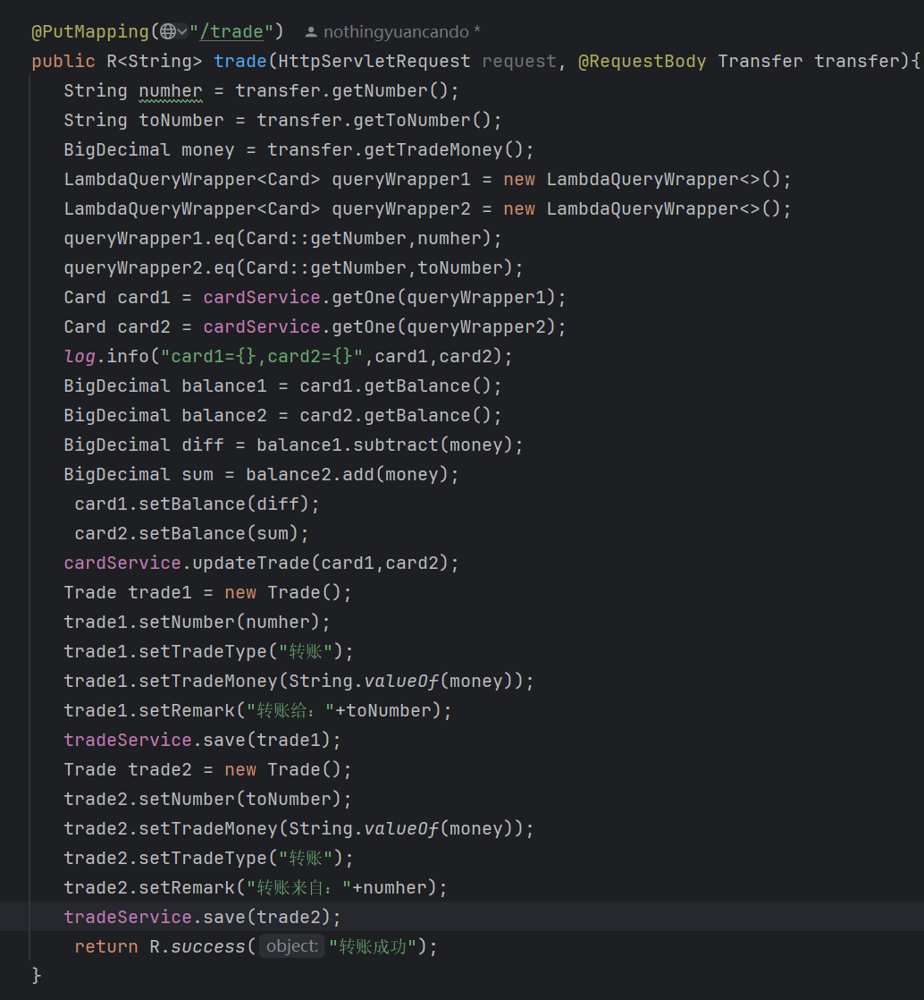 @PutMapping("/trade") nothingyuancando *
public R<String> trade(HttpServletRequest request, @RequestBody Transfer transfer){
String numher = transfer.getNumber();
String toNumber = transfer.getToNumber();
BigDecimal money = transfer.getTradeMoney();
LambdaQueryWrapper<Card> queryWrapper1 = new LambdaQueryWrapper<>();
LambdaQueryWrapper<Card> queryWrapper2 = new LambdaQueryWrapper<>();
queryWrapper1.eq(Card::getNumber,numher);
queryWrapper2.eq(Card::getNumber,toNumber);
Card card1 = cardService.getOne(queryWrapper1);
Card card2 = cardService.getOne(queryWrapper2);
log.info("card1={},card2={}",card1,card2);
BigDecimal balance1 = card1.getBalance();
BigDecimal balance2 = card2.getBalance();
BigDecimal diff = balance1.subtract(money);
BigDecimal sum = balance2.add(money);
card1.setBalance(diff);
card2.setBalance(sum);
cardService.updateTrade(card1,card2);
Trade trade1 = new Trade();
trade1.setNumber(numher);
trade1.setTradeType("转账");
trade1.setTradeMoney(String.valueOf(money));
trade1.setRemark("转账给："+toNumber);
tradeService.save(trade1);
Trade trade2 = new Trade();
trade2.setNumber(toNumber);
trade2.setTradeMoney(String.valueOf(money));
trade2.setTradeType("转账");
trade2.setRemark("转账来自："+numher);
tradeService.save(trade2);
return R.success( object: "转账成功");
}